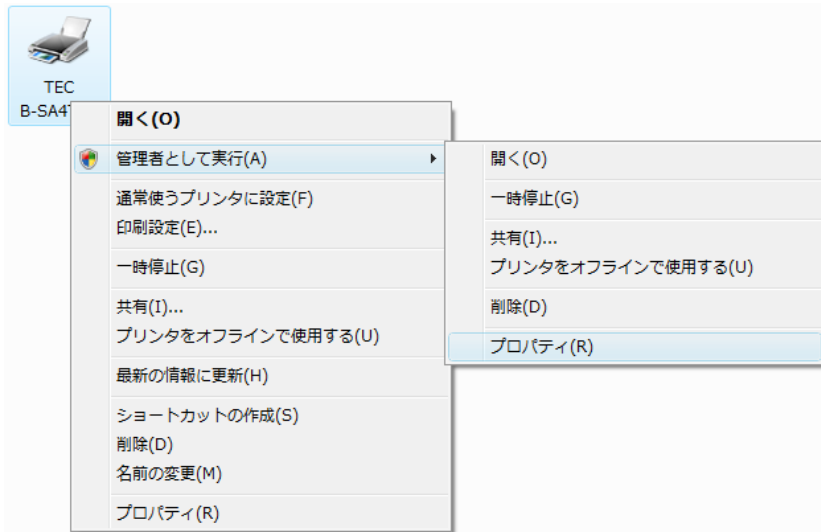 TEC
B-SA4
開く(O)
管理者として実行(A)
通常使うプリンタに設定(F)
印刷設定(E)...
一時停止(G)
共有(I)...
プリンタをオフラインで使用する(U)
最新の情報に更新(H)
ショートカットの作成(S)
削除(D)
名前の変更(M)
プロパティ(R)
開く(O)
一時停止(G)
共有(I)...
プリンタをオフラインで使用する(U)
削除(D)
プロパティ(R)